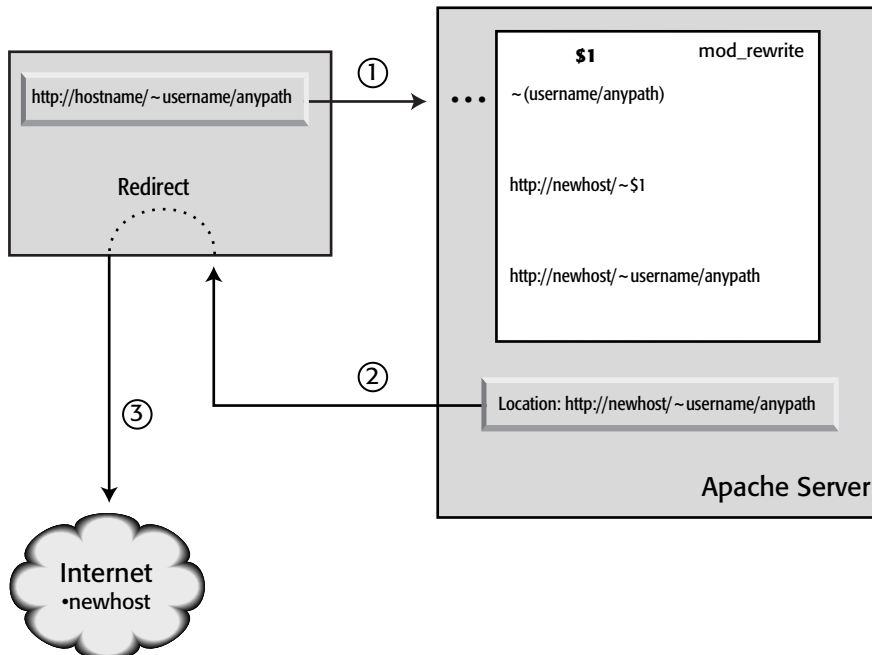 http://hostname/~username/anypath
①
Redirect
...
$1
mod_rewrite
~(username/anypath)
http://newhost/~$1
http://newhost/~username/anypath
②
Location: http://newhost/~username/anypath
Apache Server
③
Internet
•newhost